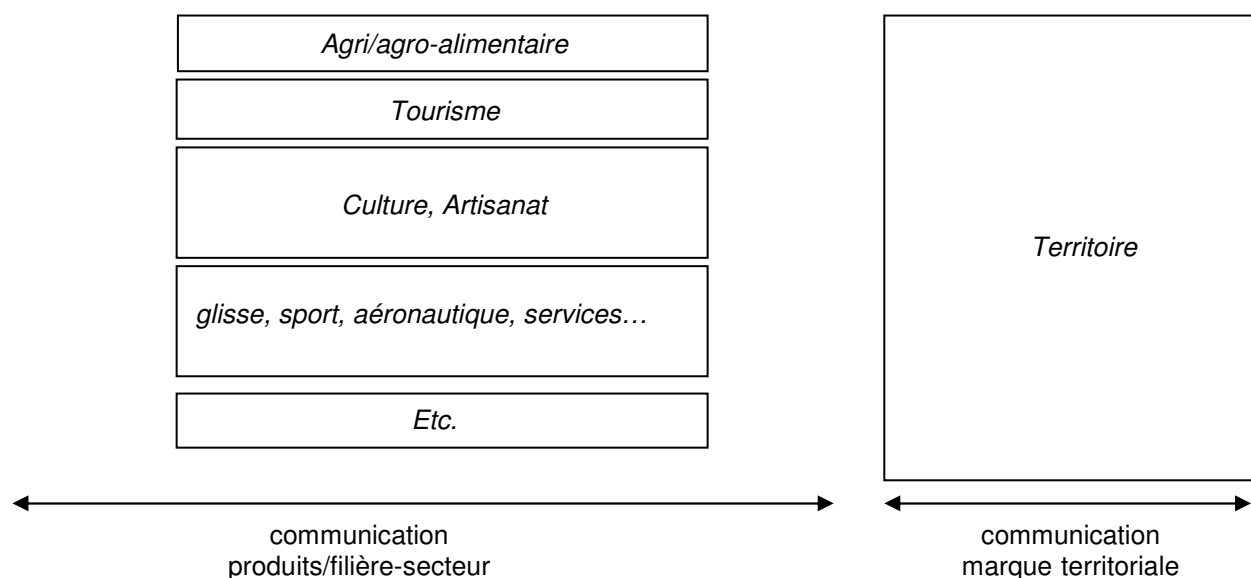 Agri/agro-alimentaire
Tourisme
Culture, Artisanat
glisse, sport, aéronautique, services…
Etc.
Territoire
communication
produits/filière-secteur
communication
marque territoriale